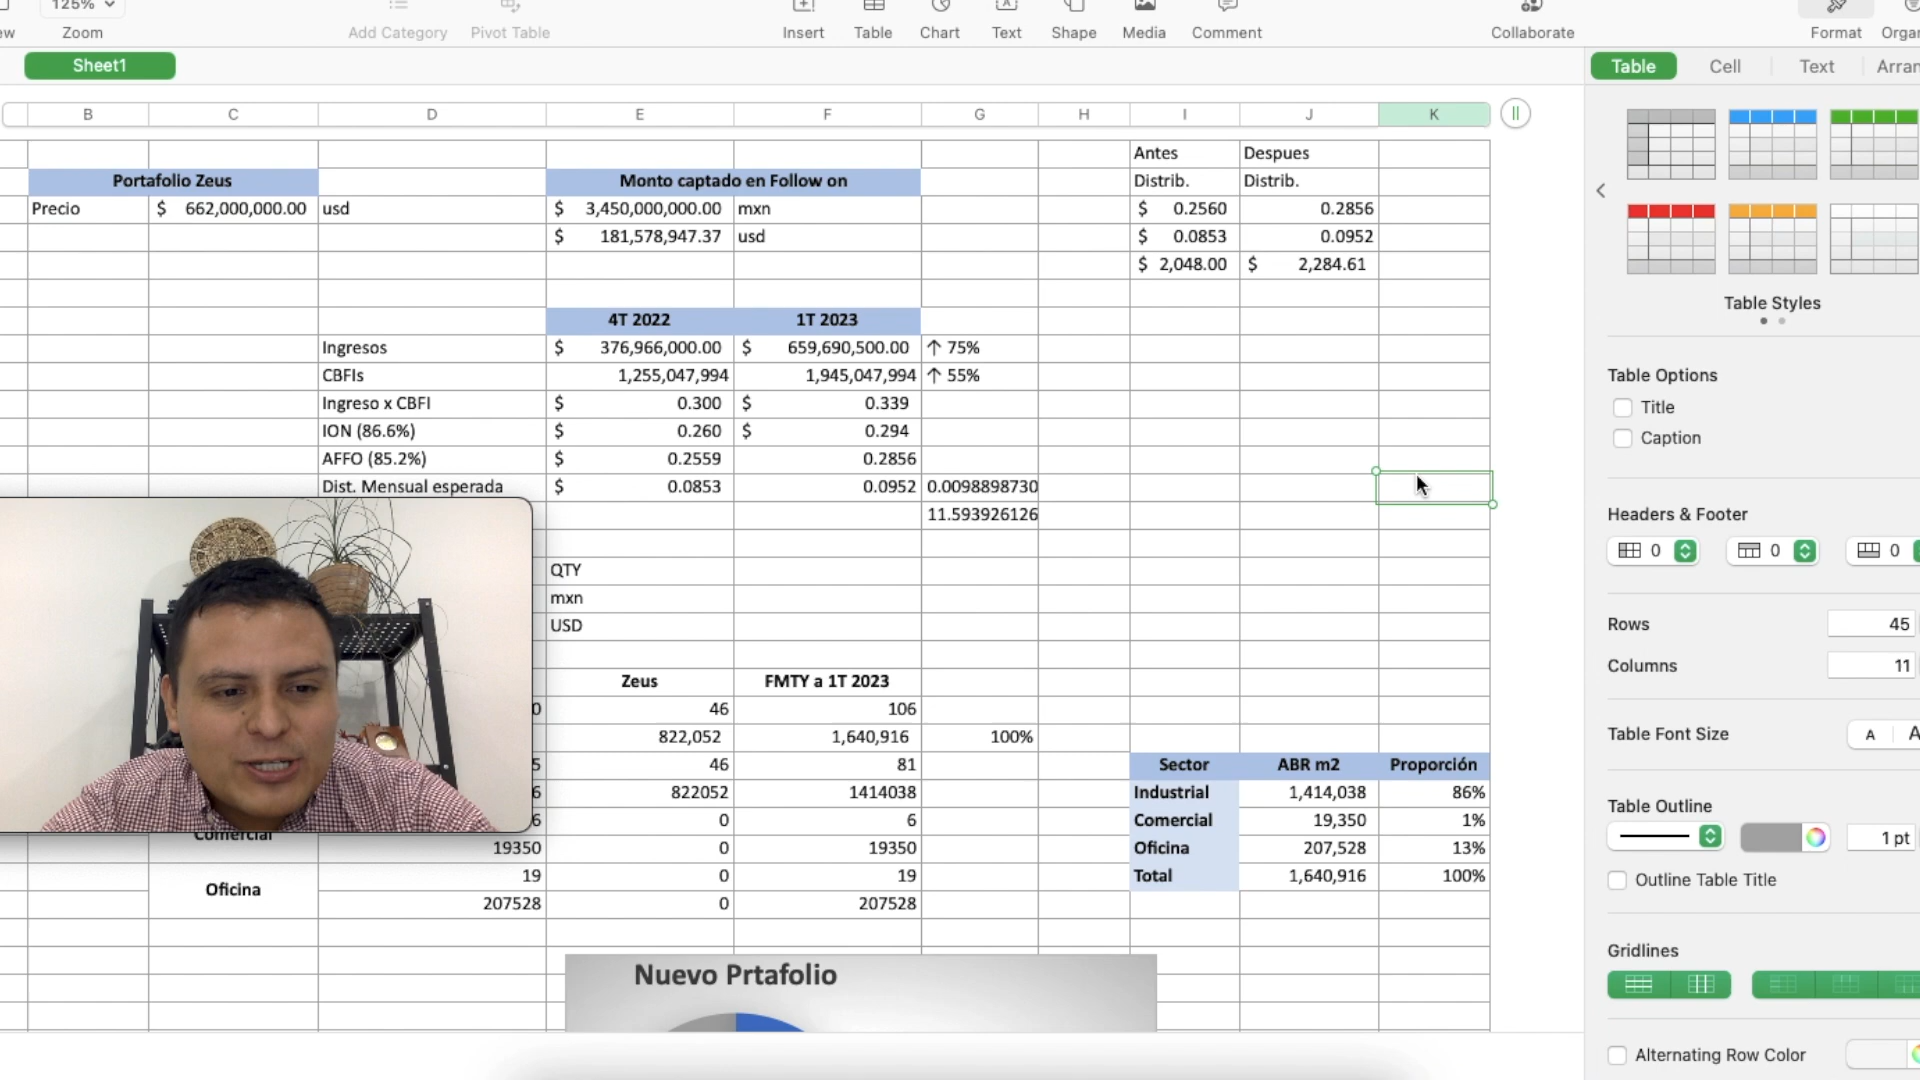 125%
Zoom Add Category Pivot Table Insert Table Chart Text Shape Media Comment Collaborate Format
Sheet1 Table Cell Text
B C D E F G H I J K
Antes Despues
Portafolio Zeus Monto captado en Follow on Distrib. Distrib.
Precio $ 662,000,000.00 usd $ 3,450,000,000.00 mxn $ 0.2560 0.2856
$ 181,578,947.37 usd $ 0.0853 0.0952
$ 2,048.00 $ 2,284.61
Table Styles
4T 2022 1T 2023
Ingresos $ 376,966,000.00 $ 659,690,500.00 ↑ 75%
CBFIs 1,255,047,994 1,945,047,994 ↑ 55%
Table Options
Ingreso x CBFI $ 0.300 $ 0.339
Title
ION (86.6%) $ 0.260 $ 0.294
Caption
AFFO (85.2%) $ 0.2559 0.2856
Dist. Mensual esperada $ 0.0853 0.0952 0.0098898730
11.593926126
Headers & Footer
0 0 0
QTY
mxn
USD
Rows 45
Columns 11
Zeus FMTY a 1T 2023
46 106
822,052 1,640,916 100%
Table Font Size A
46 81
Sector ABR m2 Proporción
822052 1414038
Industrial 1,414,038 86%
Table Outline
0 6
Comercial 19,350 1%
1 pt
Comercial
19350 0 19350
Oficina 207,528 13%
19 0 19
Total 1,640,916 100%
Outline Table Title
Oficina
207528 0 207528
Gridlines
Nuevo Prtafolio
Alternating Row Color